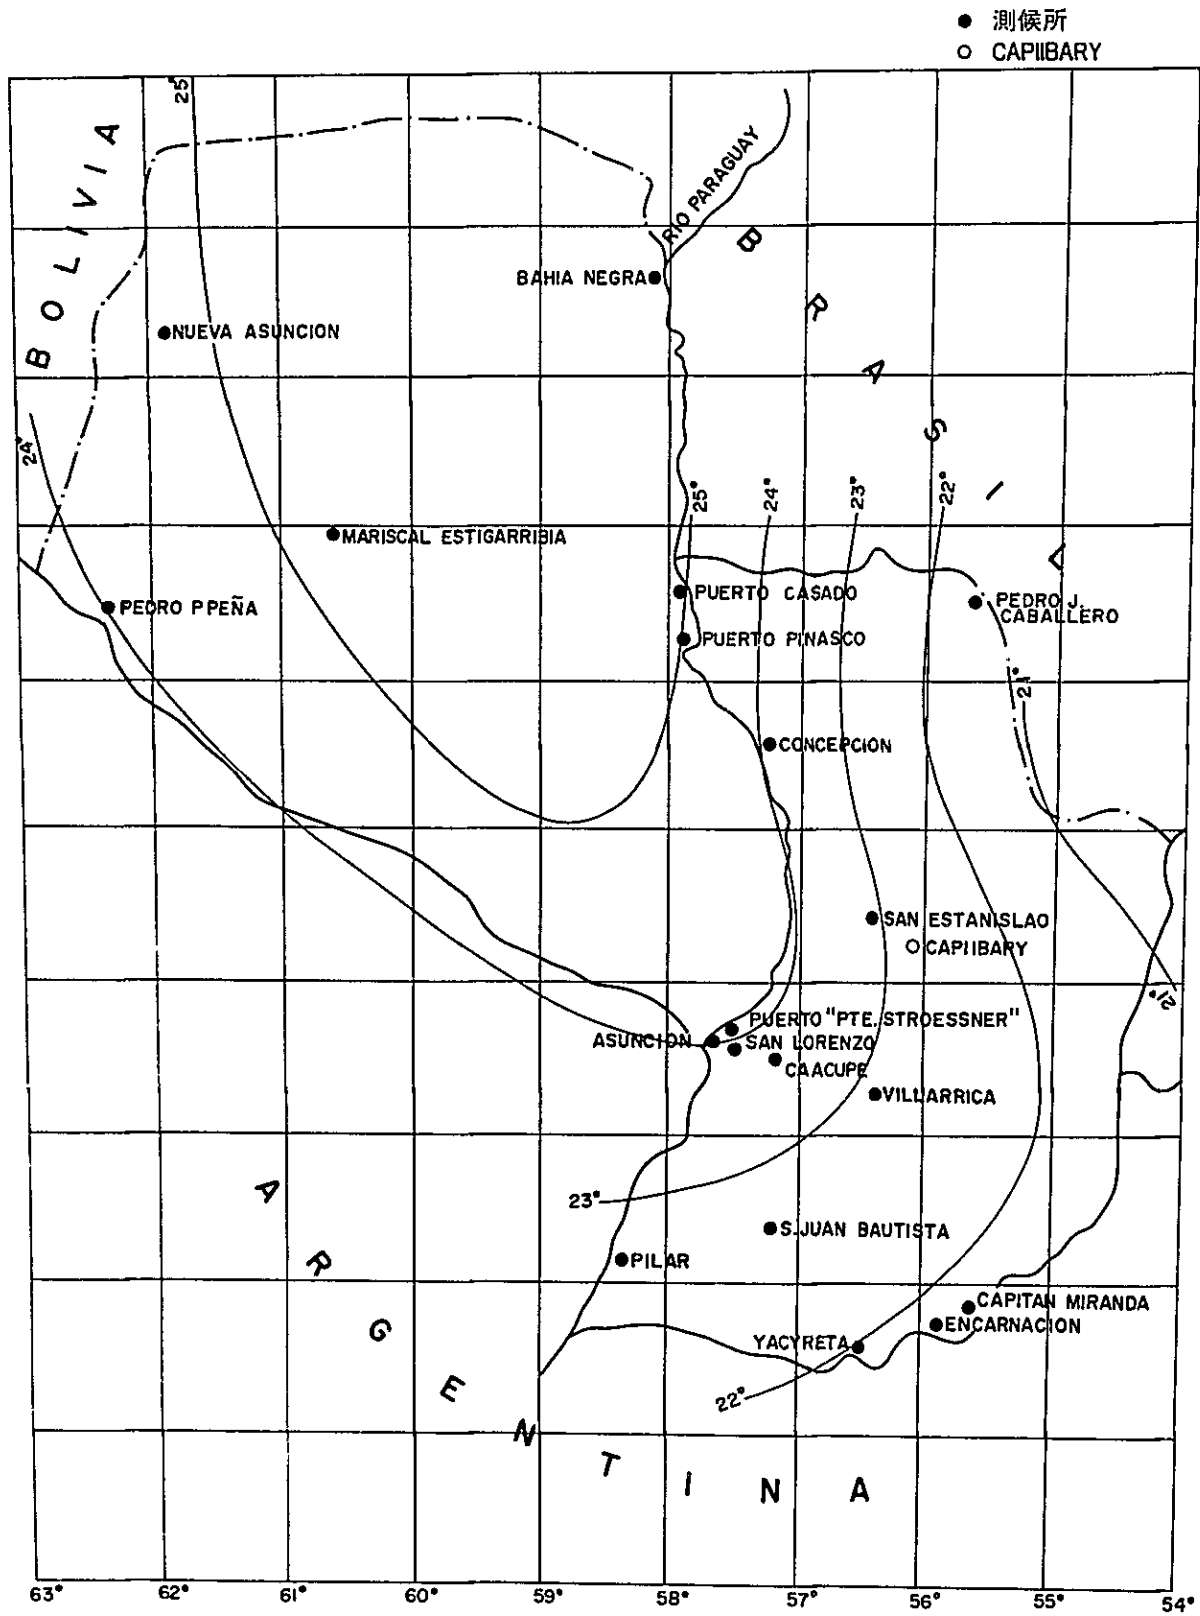 ● 測候所
○ CAPIIBARY
25°
BOLIVIA
RIO PARAGUAY
BRASIL
BAHIA NEGRA
NUEVA ASUNCION
24°
25°
24°
23°
22°
MARISCAL ESTIGARRIBIA
PUERTO CASADO
PEDRO J.
CABALLERO
PEDRO P PEÑA
PUERTO PINASCO
21°
CONCEPCION
SAN ESTANISLAO
CAPIIBARY
21°
PUERTO "PTE. STROESSNER"
ASUNCION
SAN LORENZO
CAACUPE
VILLARRICA
ARGENTINA
23°
S.JUAN BAUTISTA
PILAR
CAPITAN MIRANDA
ENCARNACION
YACYRETA
22°
63° 62° 61° 60° 59° 58° 57° 56° 55° 54°